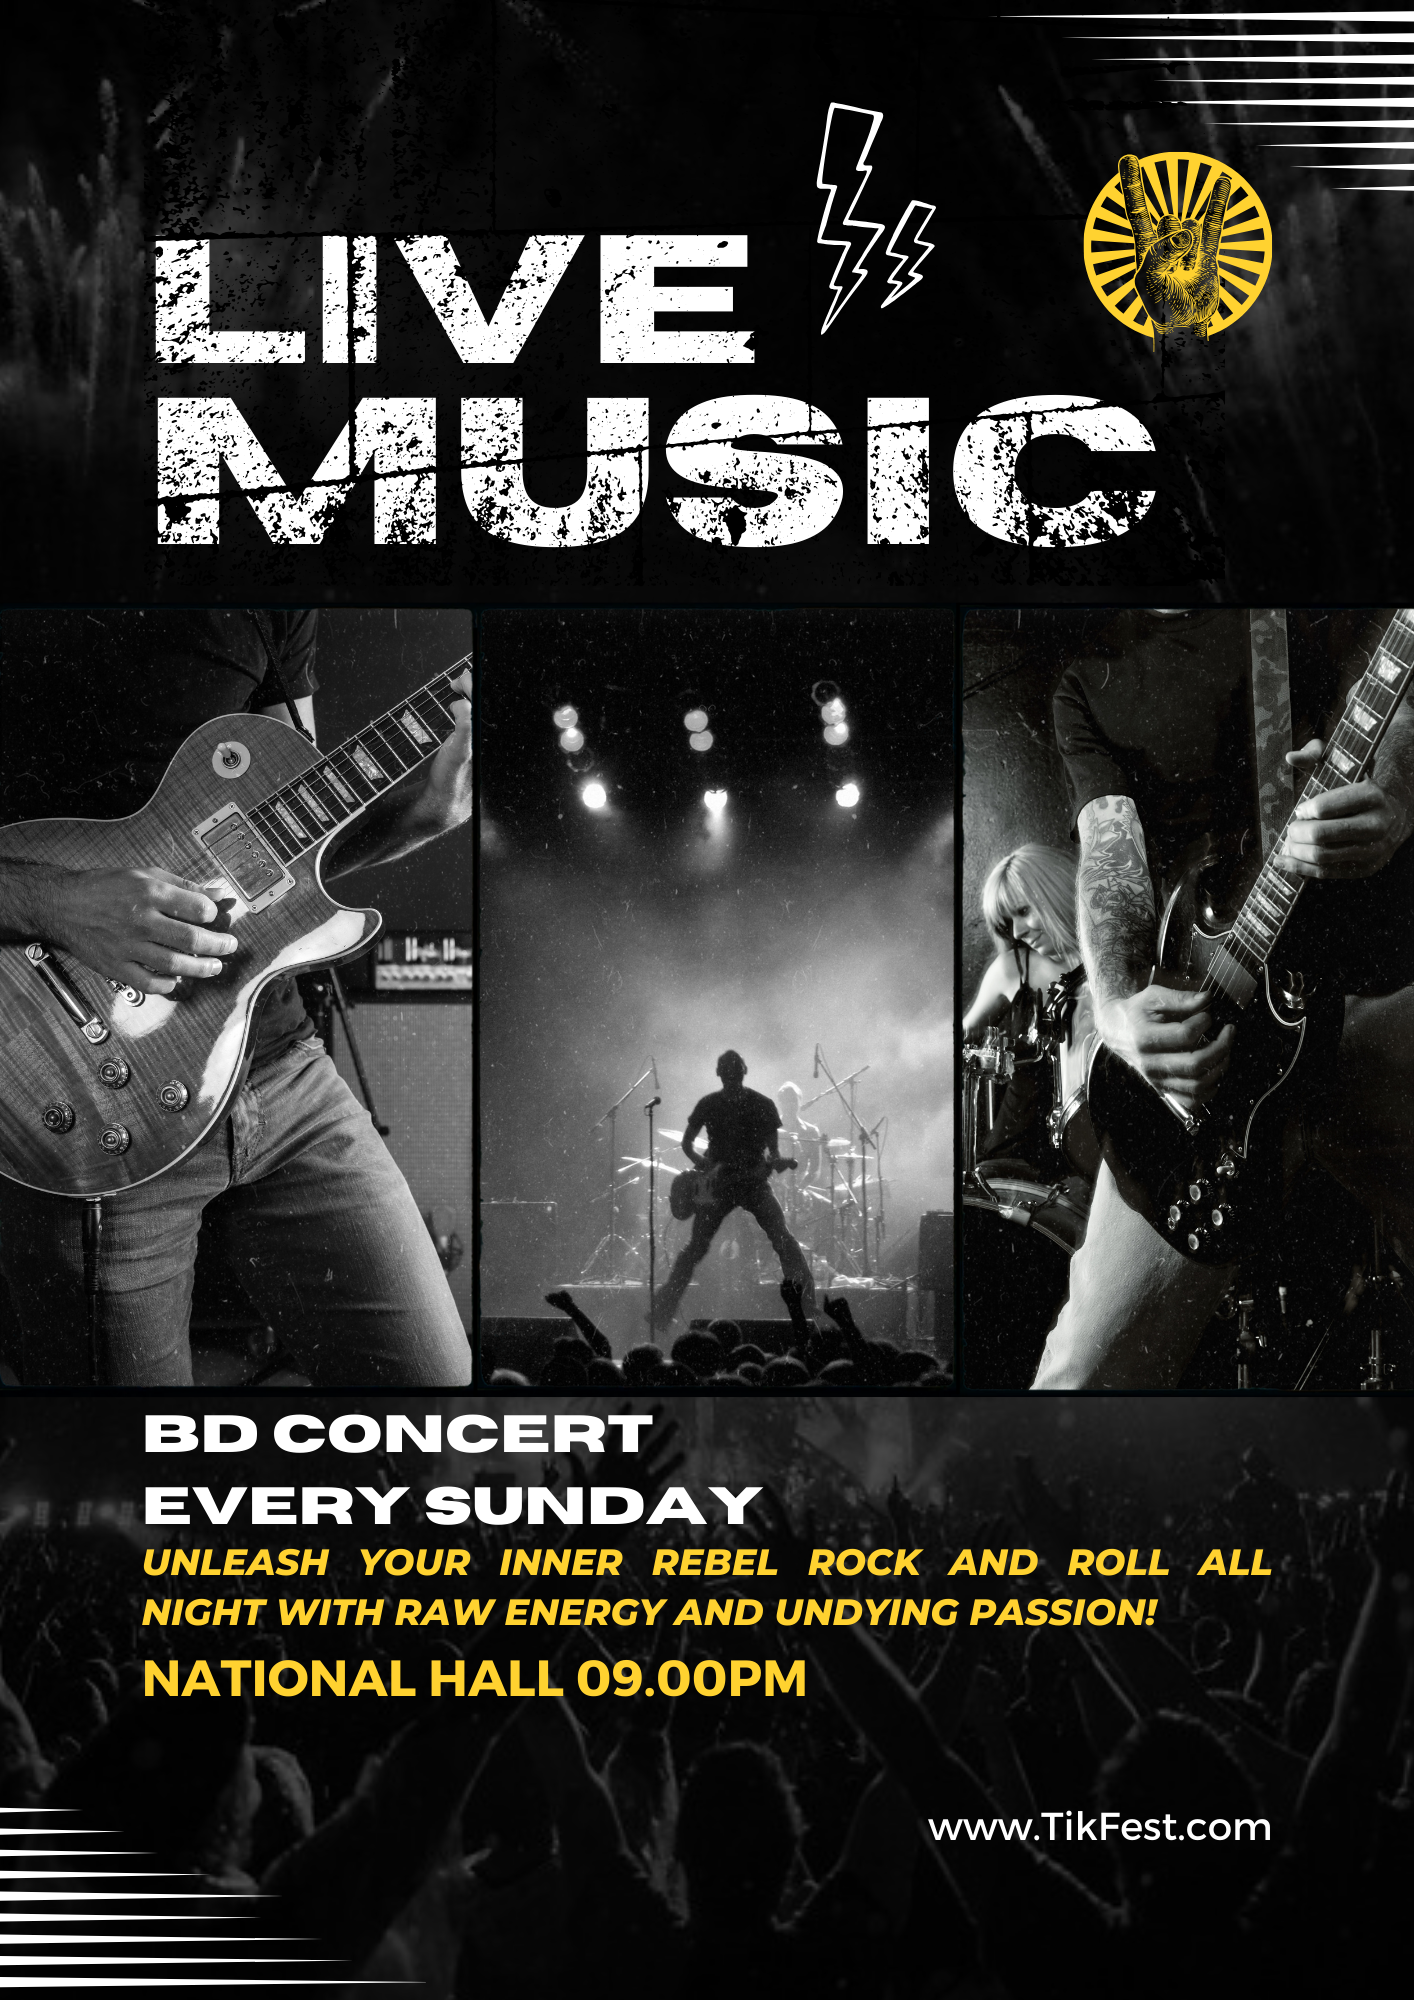 LIVE
MUSIC
BD CONCERT
EVERY SUNDAY
UNLEASH YOUR INNER REBEL ROCK AND ROLL ALL
NIGHT WITH RAW ENERGY AND UNDYING PASSION!
NATIONAL HALL 09.00PM
www.TikFest.com